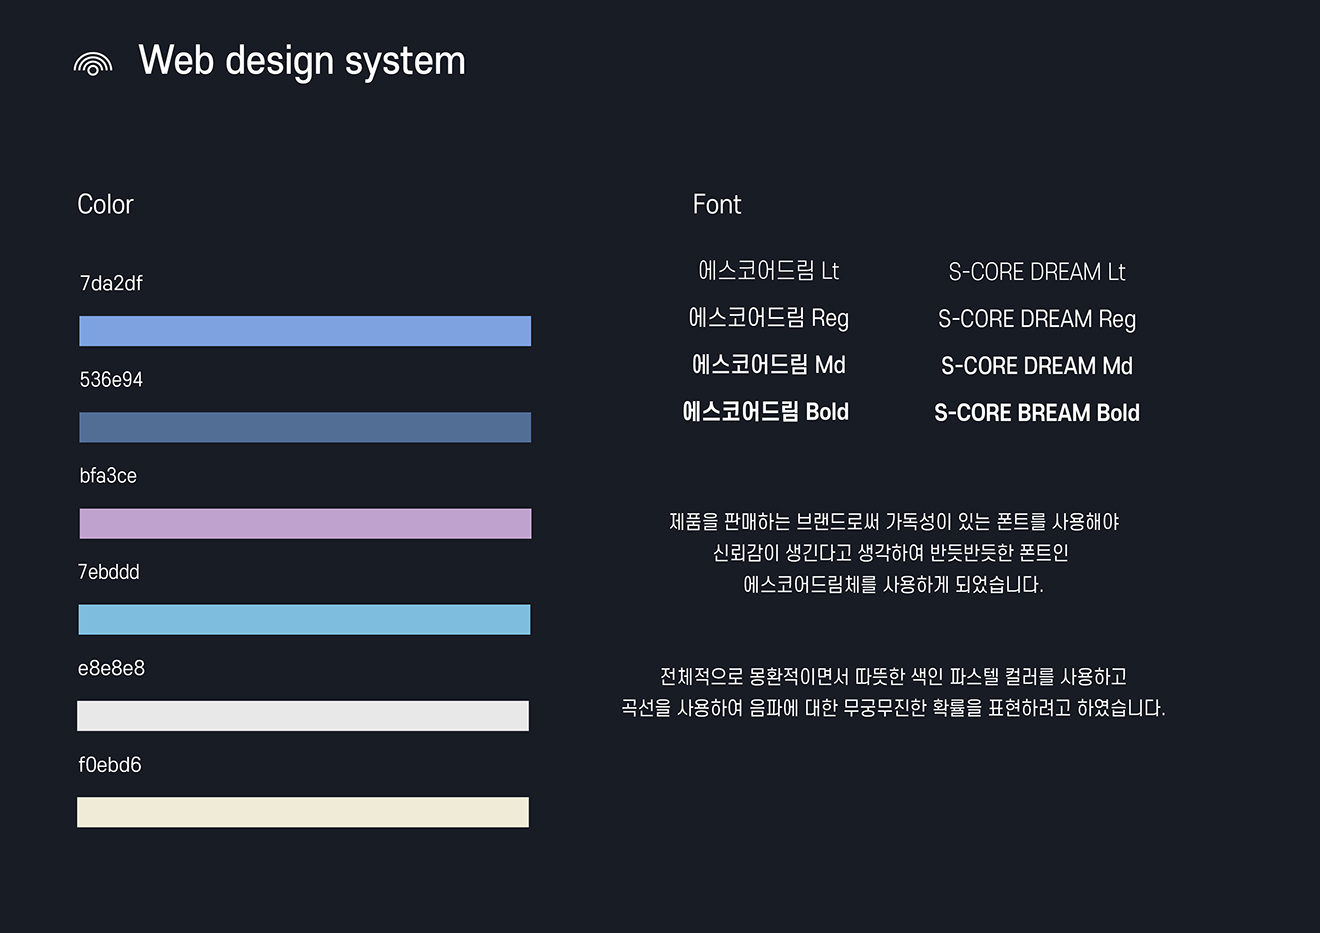 Web design system
Color
7da2df
536e94
bfa3ce
7ebddd
e8e8e8
f0ebd6
Font
에스코어드림 Lt
S-CORE DREAM Lt
에스코어드림 Reg
S-CORE DREAM Reg
에스코어드림 Md
S-CORE DREAM Md
에스코어드림 Bold
S-CORE BREAM Bold
제품을 판매하는 브랜드로써 가독성이 있는 폰트를 사용해야
신뢰감이 생긴다고 생각하여 반듯반듯한 폰트인
에스코어드림체를 사용하게 되었습니다.
전체적으로 몽환적이면서 따뜻한 색인 파스텔 컬러를 사용하고
곡선을 사용하여 음파에 대한 무궁무진한 확률을 표현하려고 하였습니다.